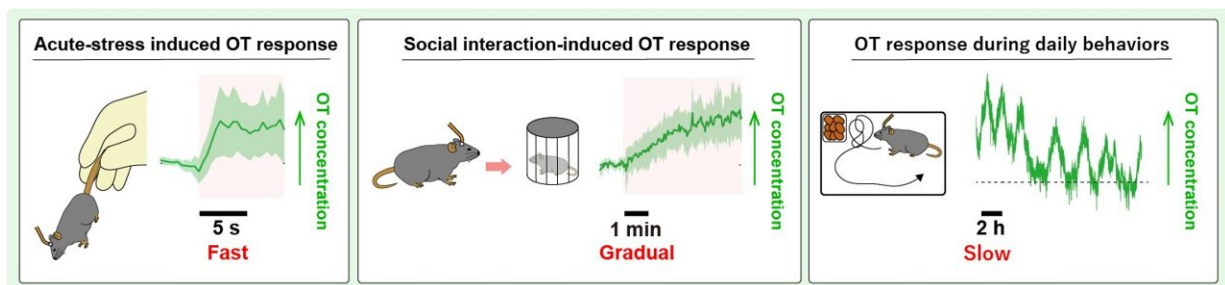 Acute-stress induced OT response
OT concentration
5 s
Fast
Social interaction-induced OT response
OT concentration
1 min
Gradual
OT response during daily behaviors
OT concentration
2 h
Slow